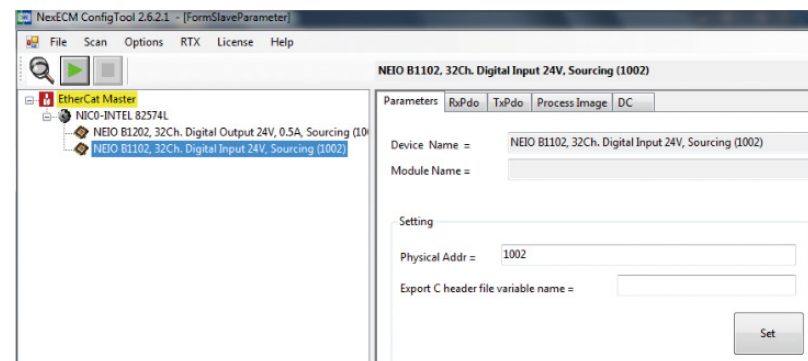 NexECM ConfigTool 2.6.2.1 - [FormSlaveParameter]
File Scan Options RTX License Help
NEIO B1102, 32Ch. Digital Input 24V, Sourcing (1002)
EtherCat Master
NIC0-INTEL 82574L
NEIO B1202, 32Ch. Digital Output 24V, 0.5A, Sourcing (10
NEIO B1102, 32Ch. Digital Input 24V, Sourcing (1002)
Parameters RxPdo TxPdo Process Image DC
Device Name = NEIO B1102, 32Ch. Digital Input 24V, Sourcing (1002)
Module Name =
Setting
Physical Addr = 1002
Export C header file variable name =
Set